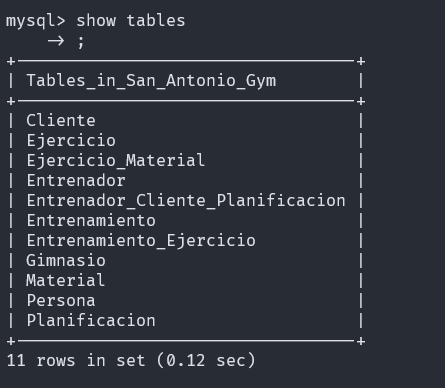 mysql> show tables
    -> ;
+----------------------------------+
| Tables_in_San_Antonio_Gym        |
+----------------------------------+
| Cliente                          |
| Ejercicio                        |
| Ejercicio_Material               |
| Entrenador                       |
| Entrenador_Cliente_Planificacion |
| Entrenamiento                    |
| Entrenamiento_Ejercicio          |
| Gimnasio                         |
| Material                         |
| Persona                          |
| Planificacion                    |
+----------------------------------+
11 rows in set (0.12 sec)